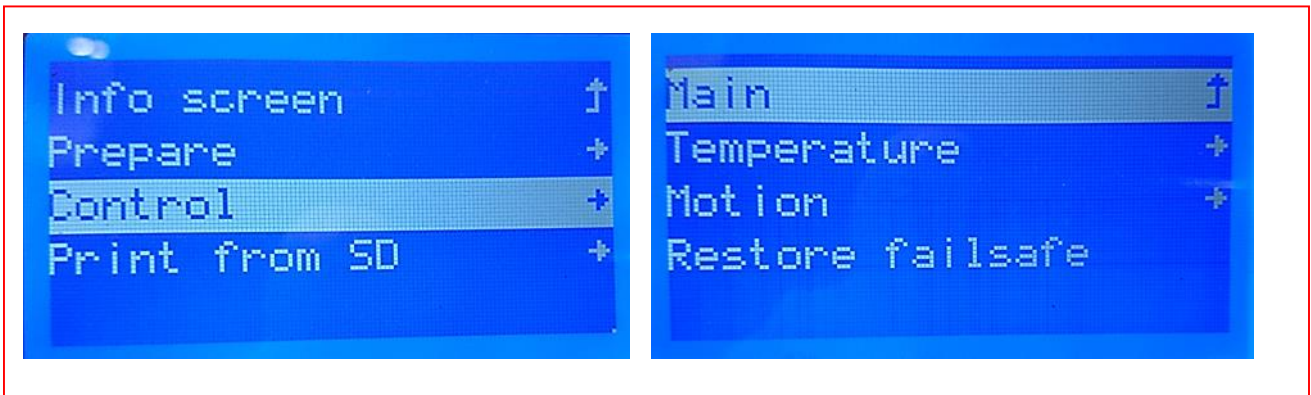 Info screen
Prepare
Control
Print from SD
Main
Temperature
Motion
Restore failsafe